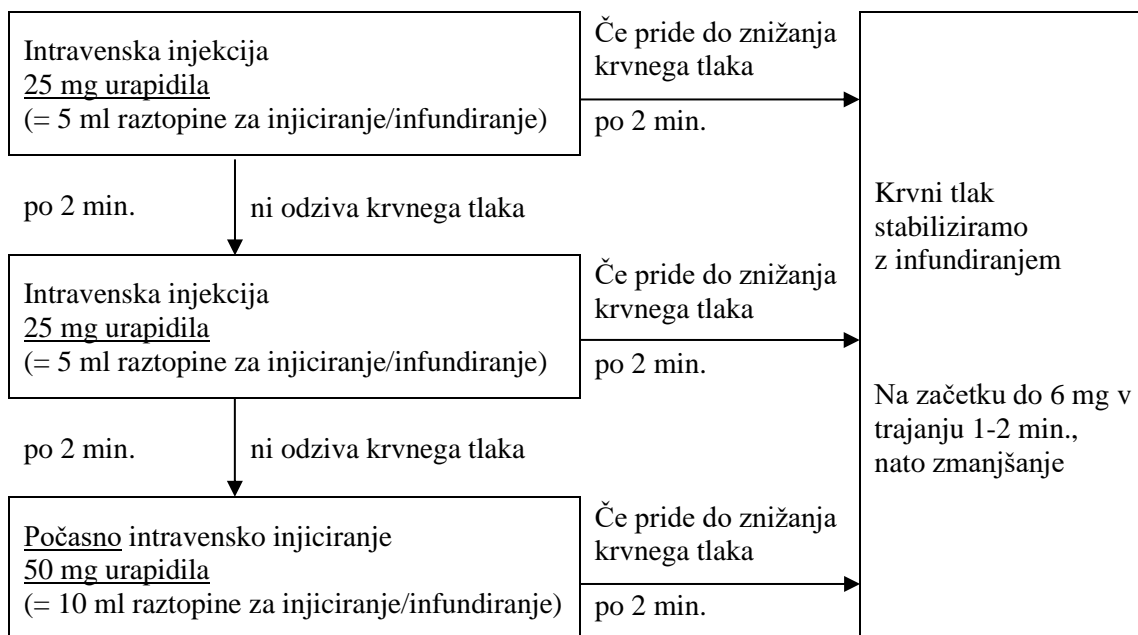 Intravenska injekcija
25 mg urapidila
(= 5 ml raztopine za injiciranje/infundiranje)
Če pride do znižanja
krvnega tlaka
po 2 min.
po 2 min.
ni odziva krvnega tlaka
Intravenska injekcija
25 mg urapidila
(= 5 ml raztopine za injiciranje/infundiranje)
Če pride do znižanja
krvnega tlaka
po 2 min.
po 2 min.
ni odziva krvnega tlaka
Počasno intravensko injiciranje
50 mg urapidila
(= 10 ml raztopine za injiciranje/infundiranje)
Če pride do znižanja
krvnega tlaka
po 2 min.
Krvni tlak
stabiliziramo
z infundiranjem
Na začetku do 6 mg v
trajanju 1-2 min.,
nato zmanjšanje